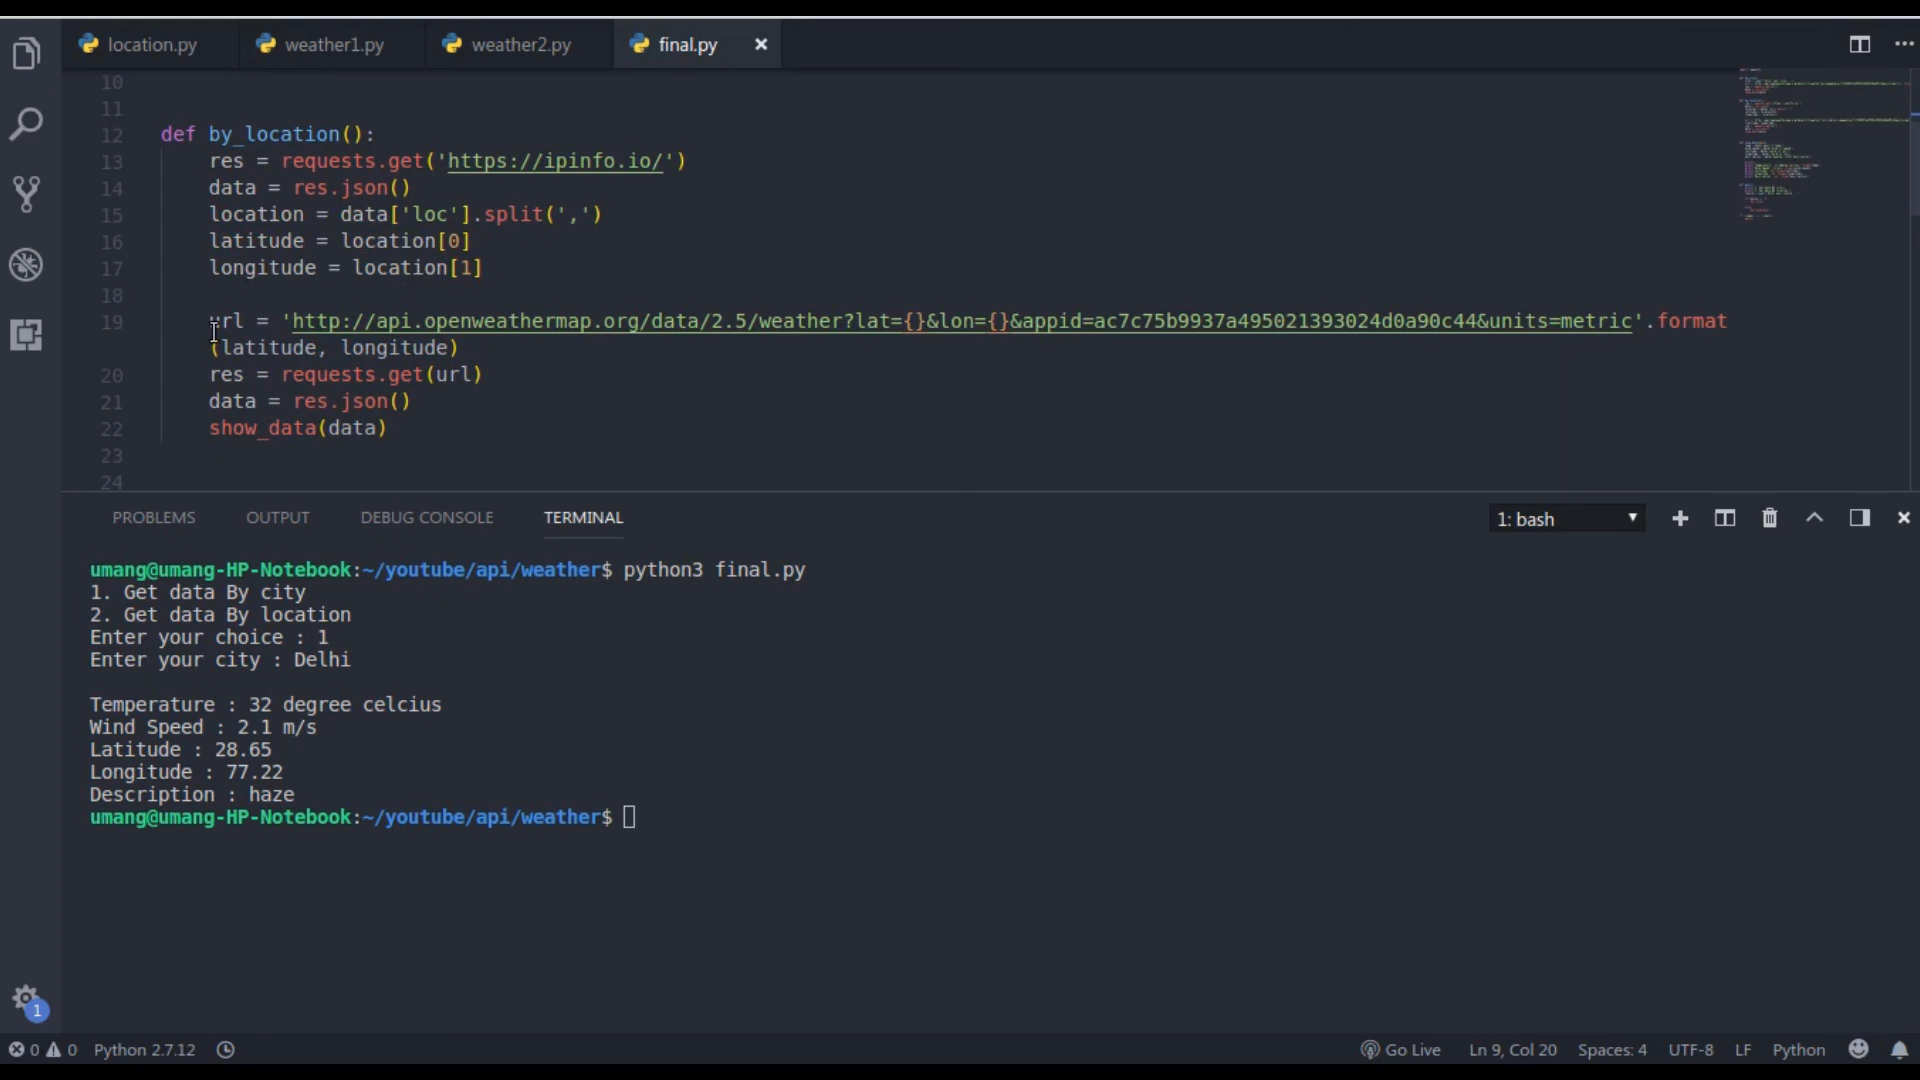 location.py weather1.py weather2.py final.py
10
11
12 def by_location():
13 res = requests.get('https://ipinfo.io/')
14 data = res.json()
15 location = data['loc'].split(',')
16 latitude = location[0]
17 longitude = location[1]
18
19 url = 'http://api.openweathermap.org/data/2.5/weather?lat={}&lon={}&appid=ac7c75b9937a495021393024d0a90c44&units=metric'.format
(latitude, longitude)
20 res = requests.get(url)
21 data = res.json()
22 show_data(data)
23
24
PROBLEMS OUTPUT DEBUG CONSOLE TERMINAL 1: bash
umang@umang-HP-Notebook:~/youtube/api/weather$ python3 final.py
1. Get data By city
2. Get data By location
Enter your choice : 1
Enter your city : Delhi
Temperature : 32 degree celcius
Wind Speed : 2.1 m/s
Latitude : 28.65
Longitude : 77.22
Description : haze
umang@umang-HP-Notebook:~/youtube/api/weather$
1
0 0 Python 2.7.12 Go Live Ln 9, Col 20 Spaces: 4 UTF-8 LF Python